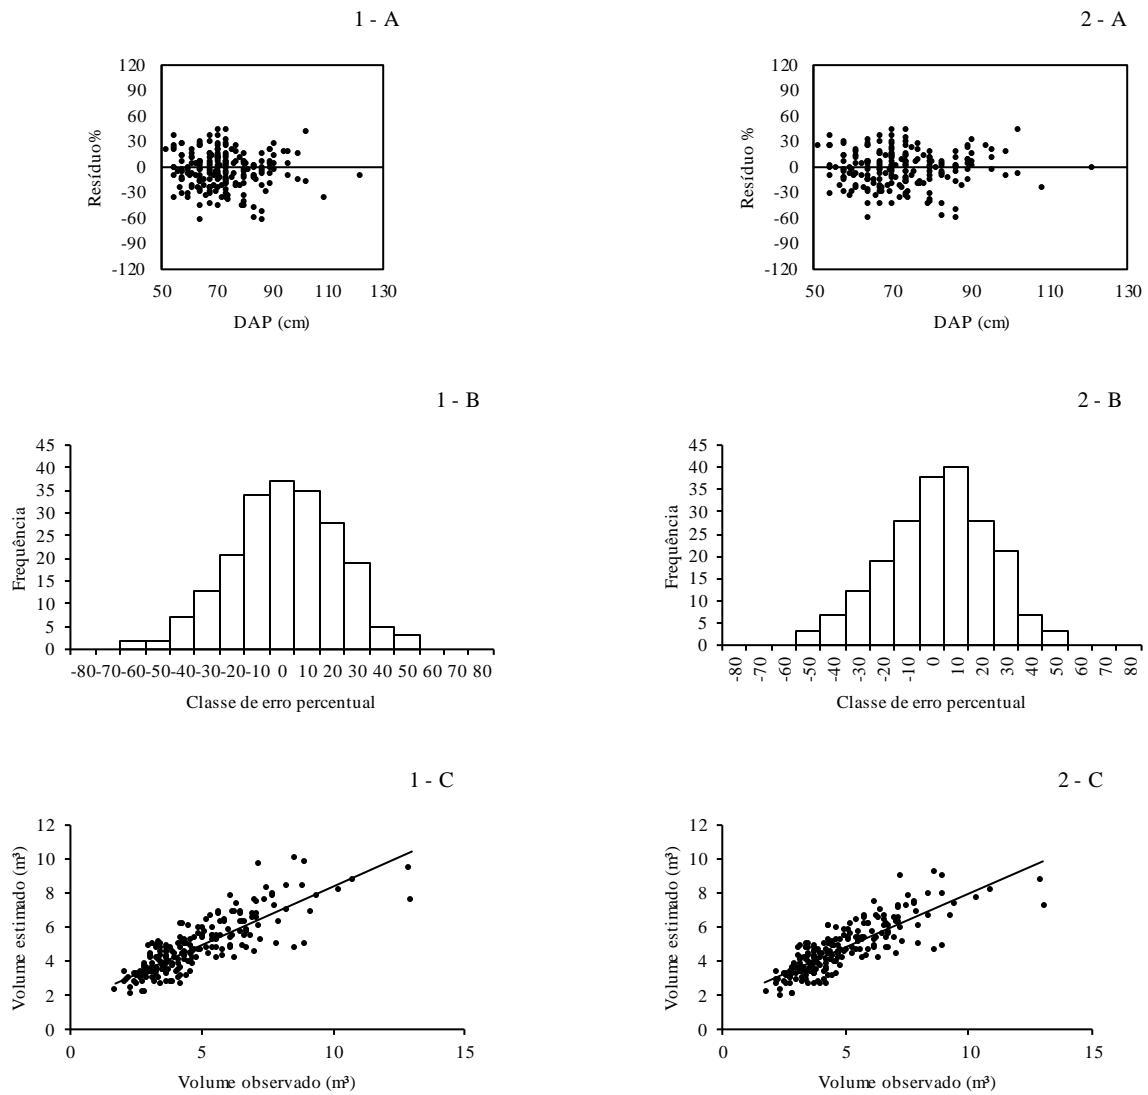 1 - A
120
90
60
30
0
-30
-60
-90
-120
Resíduo%
50 70 90 110 130
DAP (cm)
2 - A
120
90
60
30
0
-30
-60
-90
-120
Resíduo %
50 70 90 110 130
DAP (cm)
1 - B
45
40
35
30
25
20
15
10
5
0
Frequência
-80-70-60-50-40-30-20-10 0 10 20 30 40 50 60 70 80
Classe de erro percentual
2 - B
45
40
35
30
25
20
15
10
5
0
Frequência
-80 -70 -60 -50 -40 -30 -20 -10 0 10 20 30 40 50 60 70 80
Classe de erro percentual
1 - C
12
10
8
6
4
2
0
Volume estimado (m³)
0 5 10 15
Volume observado (m³)
2 - C
12
10
8
6
4
2
0
Volume estimado (m³)
0 5 10 15
Volume observado (m³)